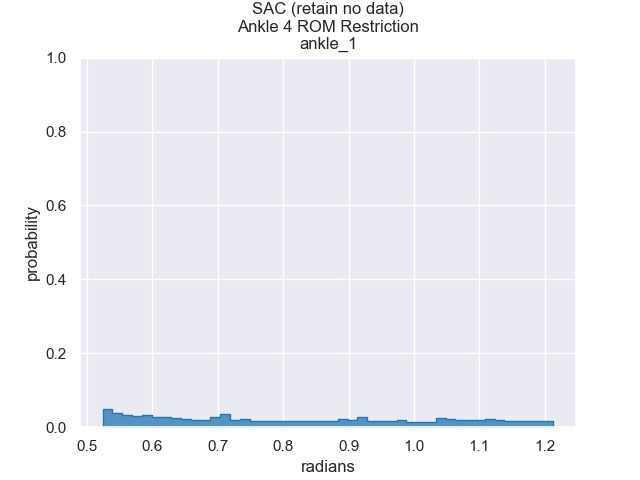 SAC (retain no data)
Ankle 4 ROM Restriction
ankle_1
1.0
0.8
0.6
0.4
0.2
0.0
probability
0.5 0.6 0.7 0.8 0.9 1.0 1.1 1.2
radians